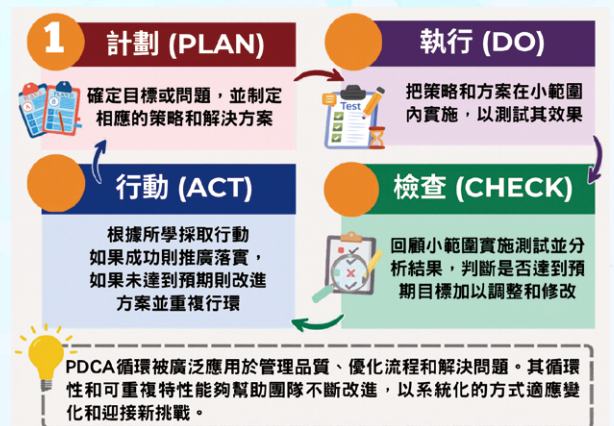 1
計劃 (PLAN)
確定目標或問題，並制定
相應的策略和解決方案
執行 (DO)
Test
把策略和方案在小範圍
內實施，以測試其效果
行動 (ACT)
根據所學採取行動
如果成功則推廣落實，
如果未達到預期則改進
方案並重複行環
檢查 (CHECK)
回顧小範圍實施測試並分
析結果，判斷是否達到預
期目標加以調整和修改
PDCA循環被廣泛應用於管理品質、優化流程和解決問題。其循環
性和可重複特性能夠幫助團隊不斷改進，以系統化的方式適應變
化和迎接新挑戰。